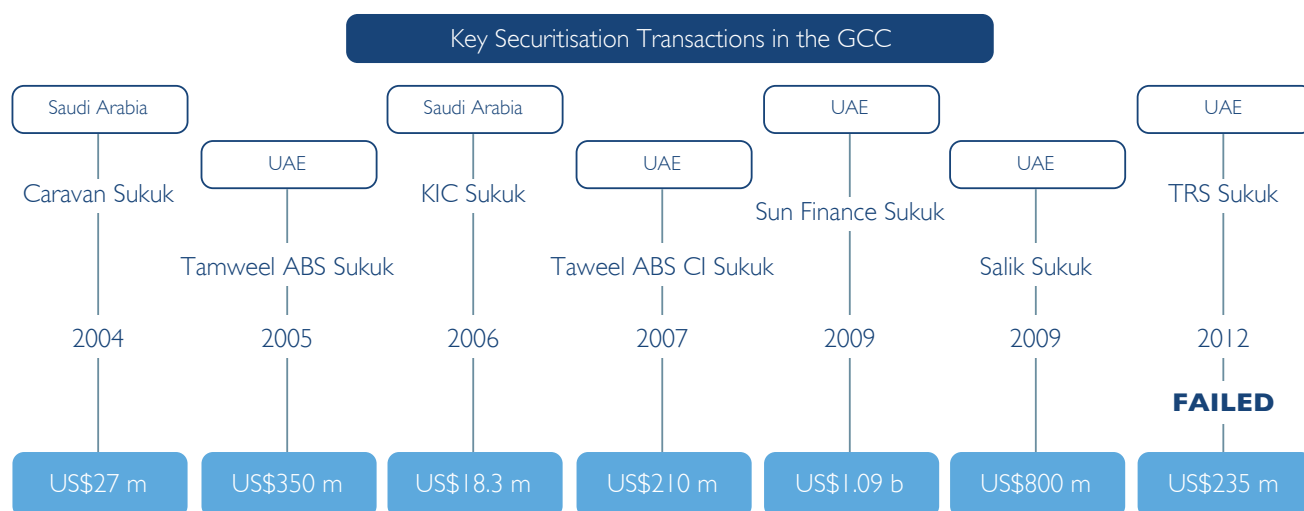 Key Securitisation Transactions in the GCC
Saudi Arabia
Caravan Sukuk
2004
US$27 m
UAE
Tamweel ABS Sukuk
2005
US$350 m
Saudi Arabia
KIC Sukuk
2006
US$18.3 m
UAE
Taweel ABS CI Sukuk
2007
US$210 m
UAE
Sun Finance Sukuk
2009
US$1.09 b
UAE
Salik Sukuk
2009
US$800 m
UAE
TRS Sukuk
2012
FAILED
US$235 m